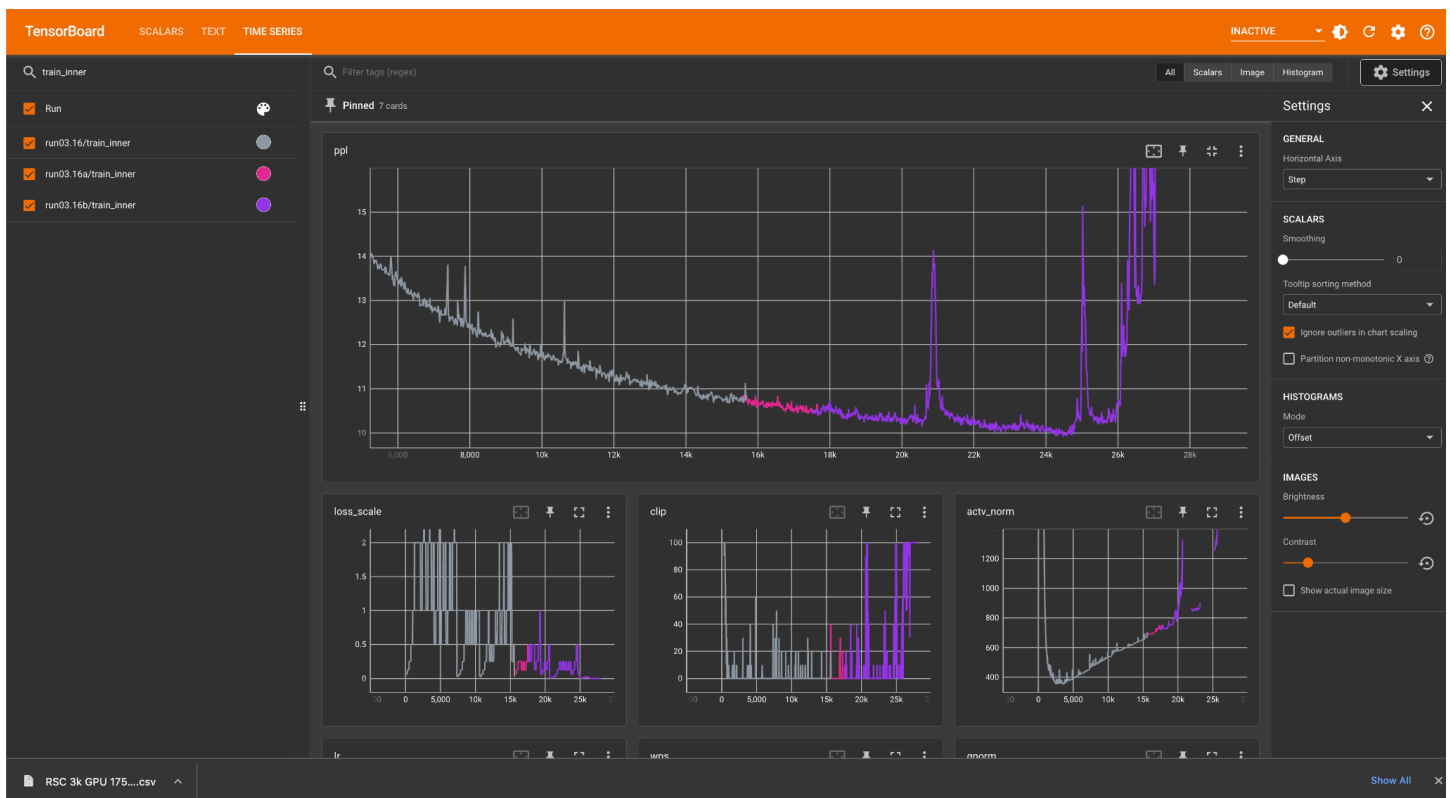 TensorBoard SCALARS TEXT TIME SERIES INACTIVE
train_inner
Run
run03.16/train_inner
run03.16a/train_inner
run03.16b/train_inner
Filter tags (regex) All Scalars Image Histogram Settings
Pinned 7 cards
ppl
15
14
13
12
11
10
6,000 8,000 10k 12k 14k 16k 18k 20k 22k 24k 26k 28k
loss_scale
2
1.5
1
0.5
0
0 5,000 10k 15k 20k 25k
clip
100
80
60
40
20
0
0 5,000 10k 15k 20k 25k
actv_norm
1200
1000
800
600
400
0 5,000 10k 15k 20k 25k
lr
wps
gnorm
Settings
GENERAL
Horizontal Axis
Step
SCALARS
Smoothing
0
Tooltip sorting method
Default
Ignore outliers in chart scaling
Partition non-monotonic X axis
HISTOGRAMS
Mode
Offset
IMAGES
Brightness
Contrast
Show actual image size
RSC 3k GPU 175....csv Show All